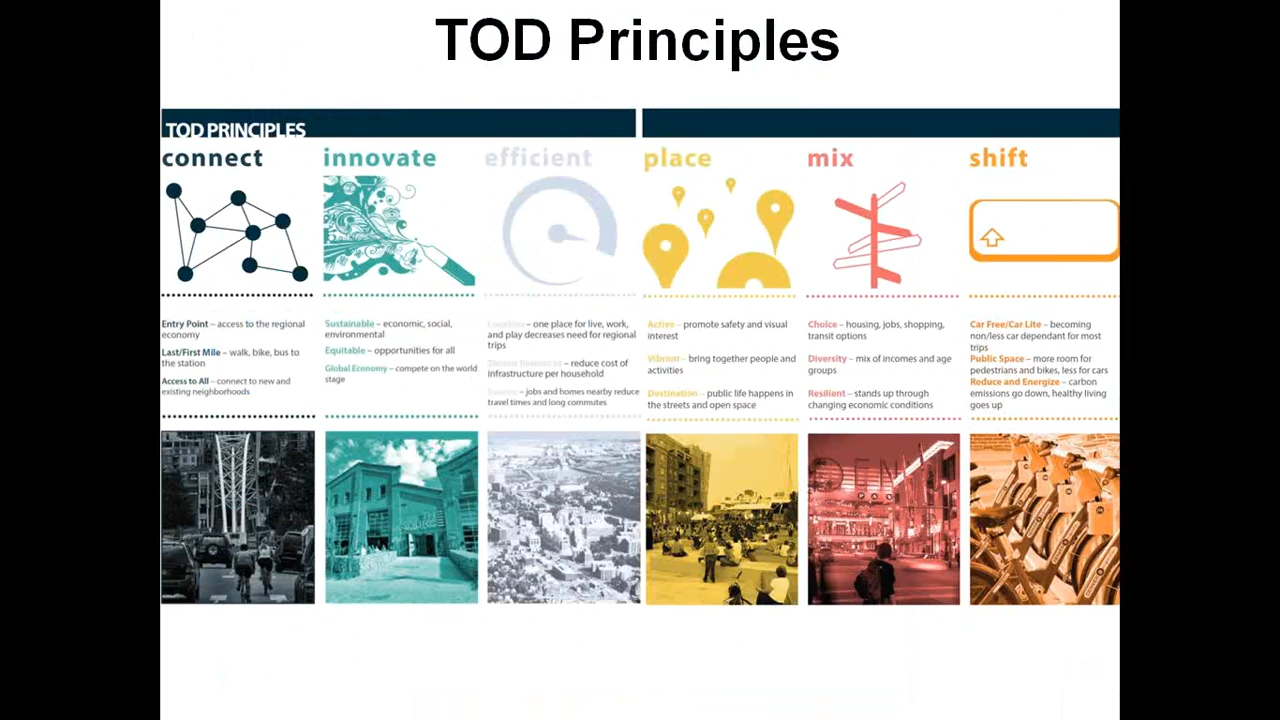 TOD Principles
TOD PRINCIPLES
connect
Entry Point – access to the regional
economy
Last/First Mile – walk, bike, bus to
the station
Access to All – connect to new and
existing neighborhoods
innovate
Sustainable – economic, social,
environmental
Equitable – opportunities for all
Global Economy – compete on the world
stage
efficient
Location – one place for live, work,
and play decreases need for regional
trips
Shared Resources – reduce cost of
infrastructure per household
– jobs and homes nearby reduce
travel times and long commutes
place
Active – promote safety and visual
interest
Vibrant – bring together people and
activities
Destination – public life happens in
the streets and open space
mix
Choice – housing, jobs, shopping,
transit options
Diversity – mix of incomes and age
groups
Resilient – stands up through
changing economic conditions
shift
Car Free/Car Lite – becoming
non/less car dependant for most
trips
Public Space – more room for
pedestrians and bikes, less for cars
Reduce and Energize – carbon
emissions go down, healthy living
goes up